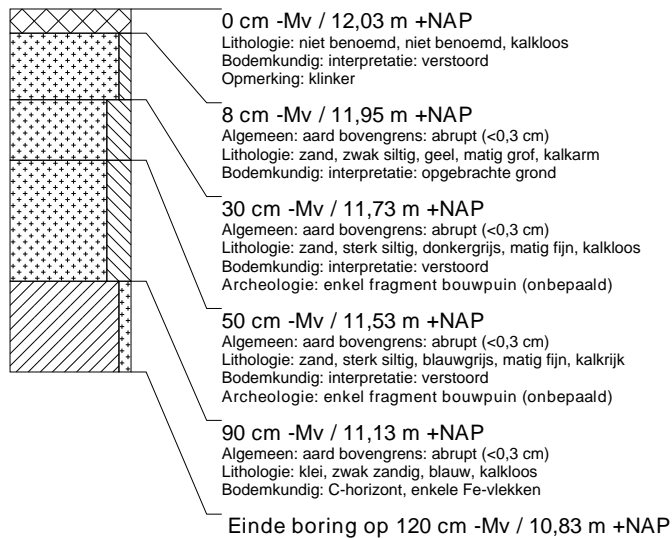 0 cm -Mv / 12,03 m +NAP
Lithologie: niet benoemd, niet benoemd, kalkloos
Bodemkundig: interpretatie: verstoord
Opmerking: klinker
8 cm -Mv / 11,95 m +NAP
Algemeen: aard bovengrens: abrupt (<0,3 cm)
Lithologie: zand, zwak siltig, geel, matig grof, kalkarm
Bodemkundig: interpretatie: opgebrachte grond
30 cm -Mv / 11,73 m +NAP
Algemeen: aard bovengrens: abrupt (<0,3 cm)
Lithologie: zand, sterk siltig, donkergrijs, matig fijn, kalkloos
Bodemkundig: interpretatie: verstoord
Archeologie: enkel fragment bouwpuin (onbepaald)
50 cm -Mv / 11,53 m +NAP
Algemeen: aard bovengrens: abrupt (<0,3 cm)
Lithologie: zand, sterk siltig, blauwgrijs, matig fijn, kalkrijk
Bodemkundig: interpretatie: verstoord
Archeologie: enkel fragment bouwpuin (onbepaald)
90 cm -Mv / 11,13 m +NAP
Algemeen: aard bovengrens: abrupt (<0,3 cm)
Lithologie: klei, zwak zandig, blauw, kalkloos
Bodemkundig: C-horizont, enkele Fe-vlekken
Einde boring op 120 cm -Mv / 10,83 m +NAP